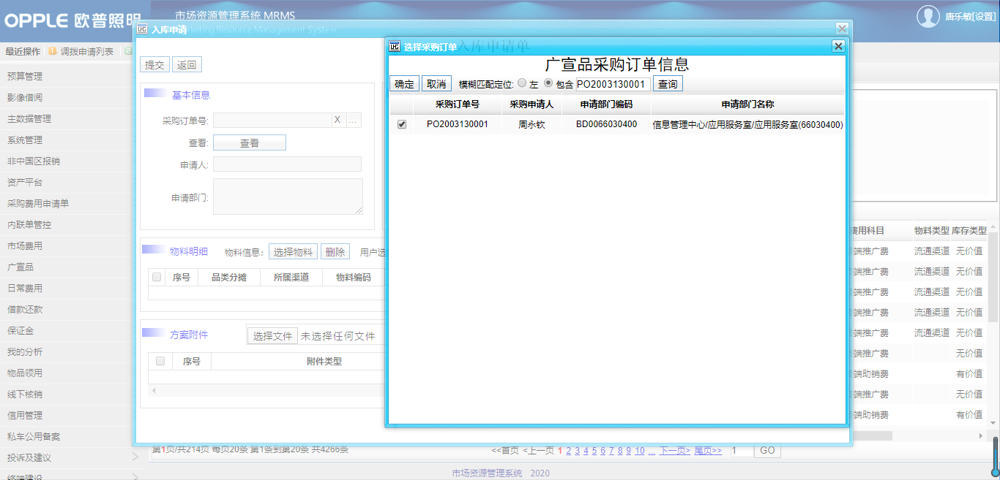 OPPLE 欧普照明
市场资源管理系统 MRMS
唐乐敏[设置]
最近操作
调拨申请列表
预算管理
影像借阅
主数据管理
系统管理
非中国区报销
资产平台
采购费用申请单
内联单管控
市场费用
广宣品
日常费用
借款还款
保证金
我的分析
物品领用
线下核销
信用管理
私车公用备案
投诉及建议
终端建设
入库申请
Marketing Resource Management System
入库申请单
提交 返回
基本信息
采购订单号: X ...
查看: 查看
申请人:
申请部门:
物料明细 物料信息: 选择物料 删除 用户选
序号 品类分摊 所属渠道 物料编码
方案附件 选择文件 未选择任何文件
序号 附件类型
选择采购订单
广宣品采购订单信息
确定 取消 模糊匹配定位: 左 包含 PO2003130001 查询
采购订单号 采购申请人 申请部门编码 申请部门名称
PO2003130001 周永钦 BD0066030400 信息管理中心/应用服务室/应用服务室(66030400)
费用科目 物料类型 库存类型
端推广费 流通渠道 无价值
端推广费 流通渠道 无价值
端推广费 流通渠道 无价值
端推广费 流通渠道 无价值
端推广费 流通渠道 无价值
端推广费 无价值
端助销费 有价值
端推广费 无价值
端助销费 有价值
第1页/共214页 每页20条 第1条到第20条 共4266条
<<首页 <上一页 1 2 3 4 5 6 7 8 9 10 ... 下一页> 尾页>> 1 GO
市场资源管理系统 2020